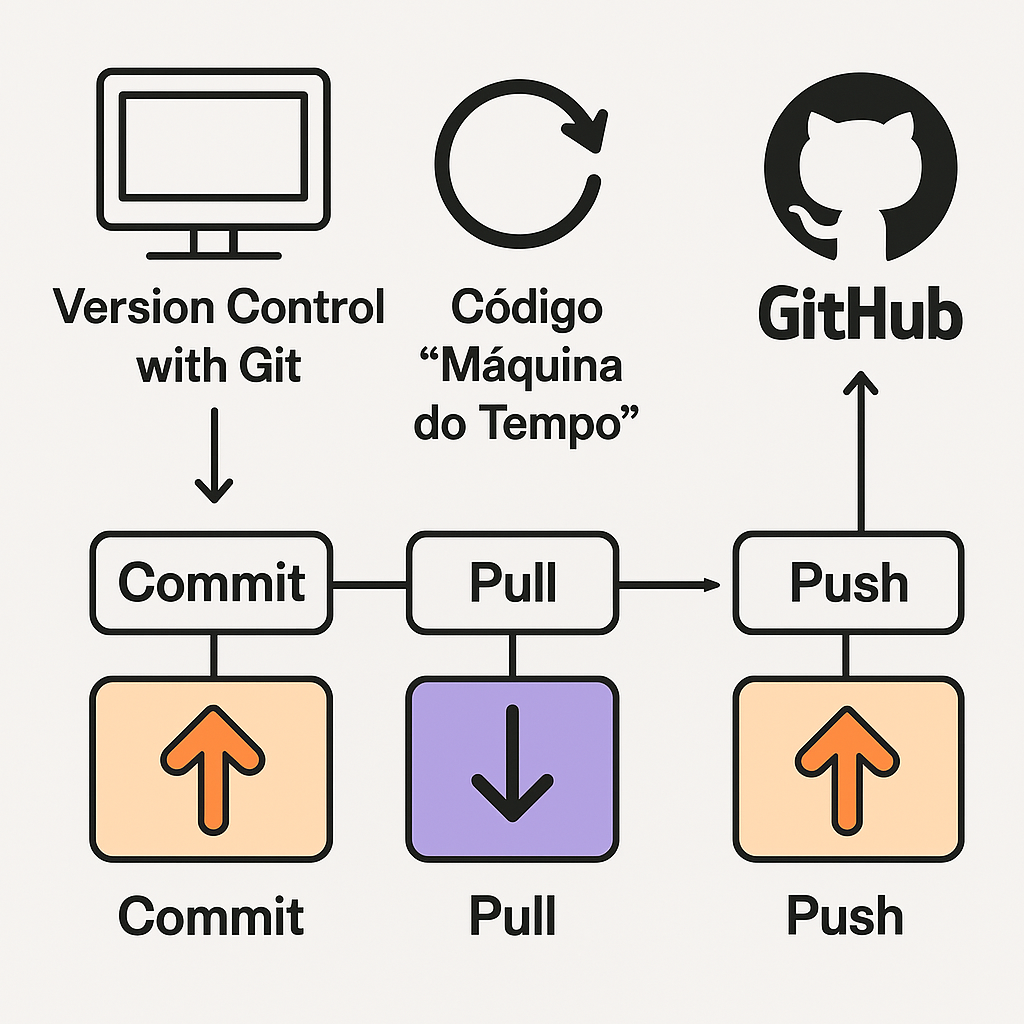 Version Control
with Git
Código
“Máquina
do Tempo”
GitHub
Commit
Pull
Push
Commit
Pull
Push